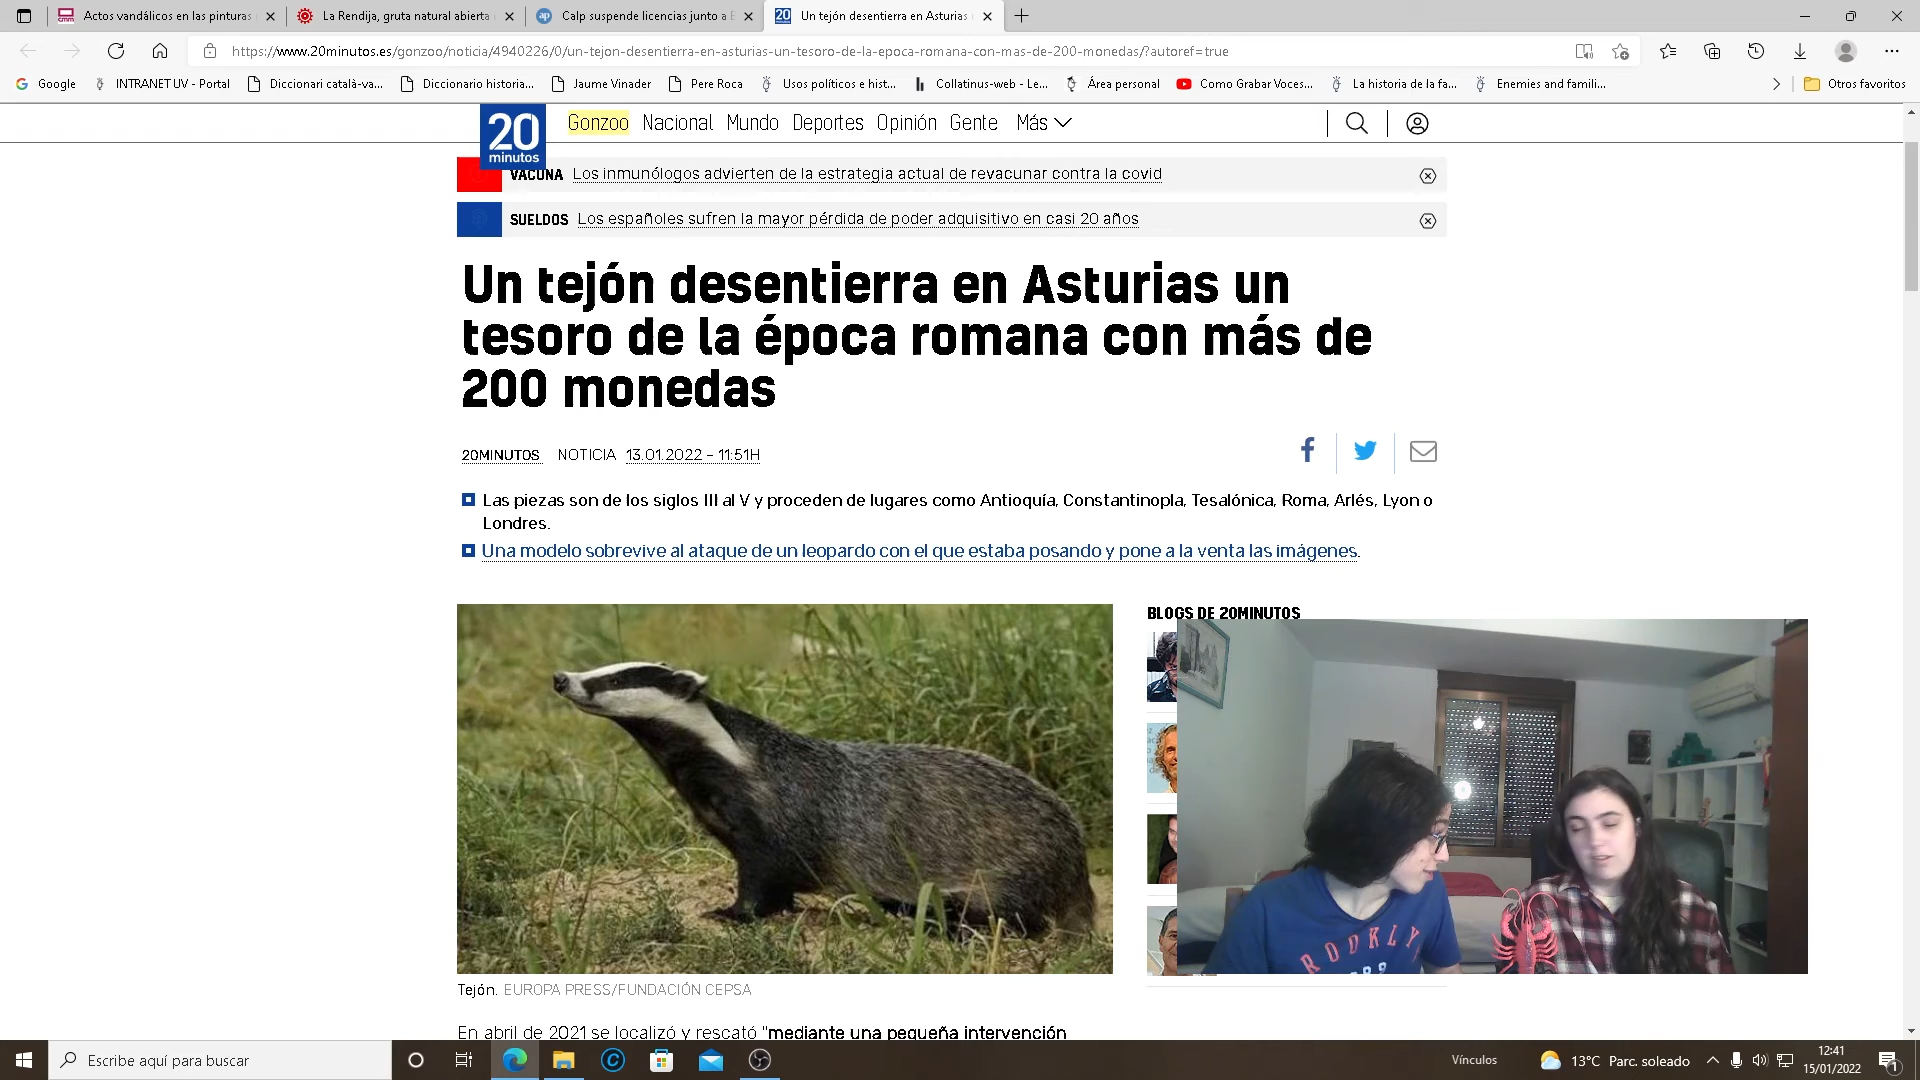 Actos vandálicos en las pinturas
La Rendija, gruta natural abierta
Calp suspende licencias junto a
Un tejón desentierra en Asturias
https://www.20minutos.es/gonzoo/noticia/4940226/0/un-tejon-desentierra-en-asturias-un-tesoro-de-la-epoca-romana-con-mas-de-200-monedas/?autoref=true
Google
INTRANET UV - Portal
Diccionari català-va...
Diccionario historia...
Jaume Vinader
Pere Roca
Usos políticos e hist...
Collatinus-web - Le...
Área personal
Como Grabar Voces...
La historia de la fa...
Enemies and famili...
Otros favoritos
20
minutos
Gonzoo Nacional Mundo Deportes Opinión Gente Más
VACUNA Los inmunólogos advierten de la estrategia actual de revacunar contra la covid
SUELDOS Los españoles sufren la mayor pérdida de poder adquisitivo en casi 20 años
Un tejón desentierra en Asturias un
tesoro de la época romana con más de
200 monedas
20MINUTOS NOTICIA 13.01.2022 - 11:51H
Las piezas son de los siglos III al V y proceden de lugares como Antioquía, Constantinopla, Tesalónica, Roma, Arlés, Lyon o
Londres.
Una modelo sobrevive al ataque de un leopardo con el que estaba posando y pone a la venta las imágenes.
BLOGS DE 20MINUTOS
Tejón. EUROPA PRESS/FUNDACIÓN CEPSA
En abril de 2021 se localizó y rescató "mediante una pequeña intervención
Escribe aquí para buscar
Vínculos
13°C Parc. soleado
12:41
15/01/2022
1